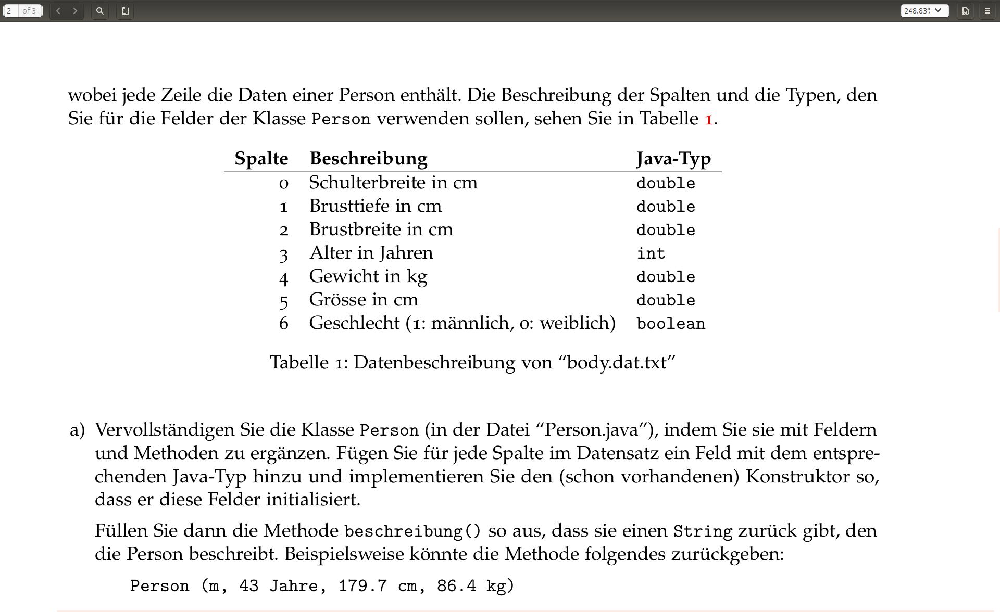 2 of 3 248.83%
wobei jede Zeile die Daten einer Person enthält. Die Beschreibung der Spalten und die Typen, den
Sie für die Felder der Klasse Person verwenden sollen, sehen Sie in Tabelle 1.
Spalte Beschreibung Java-Typ
0 Schulterbreite in cm double
1 Brusttiefe in cm double
2 Brustbreite in cm double
3 Alter in Jahren int
4 Gewicht in kg double
5 Grösse in cm double
6 Geschlecht (1: männlich, 0: weiblich) boolean
Tabelle 1: Datenbeschreibung von “body.dat.txt”
a) Vervollständigen Sie die Klasse Person (in der Datei “Person.java”), indem Sie sie mit Feldern
und Methoden zu ergänzen. Fügen Sie für jede Spalte im Datensatz ein Feld mit dem entspre-
chenden Java-Typ hinzu und implementieren Sie den (schon vorhandenen) Konstruktor so,
dass er diese Felder initialisiert.
Füllen Sie dann die Methode beschreibung() so aus, dass sie einen String zurück gibt, den
die Person beschreibt. Beispielsweise könnte die Methode folgendes zurückgeben:
Person (m, 43 Jahre, 179.7 cm, 86.4 kg)